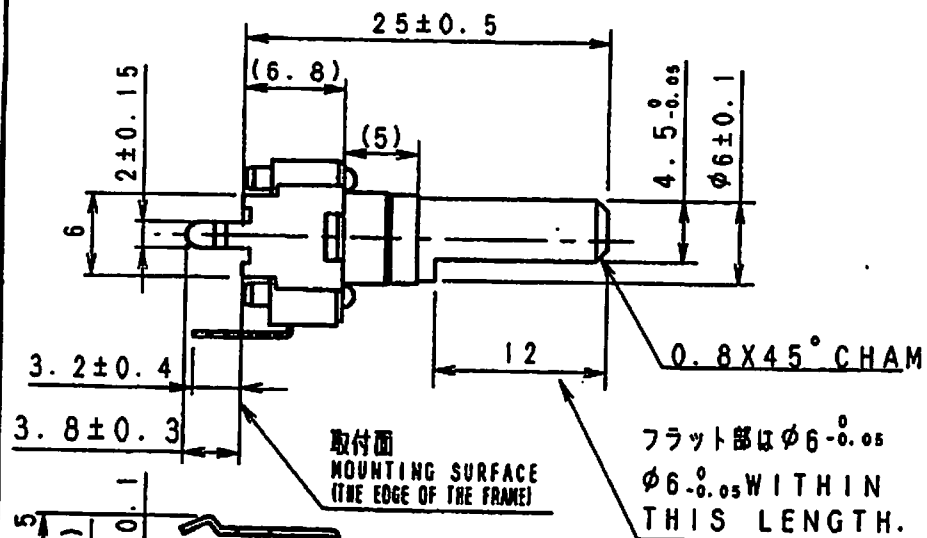 25±0.5
(6.8)
2±0.15
(5)
4.5 0 -0.05
φ6±0.1
6
3.2±0.4
12
0.8X45° CHAM
3.8±0.3
取付面
MOUNTING SURFACE
(THE EDGE OF THE FRAME)
フラット部はφ6 0 -0.05
φ6 0 -0.05 WITHIN
THIS LENGTH.
5
)
0.1